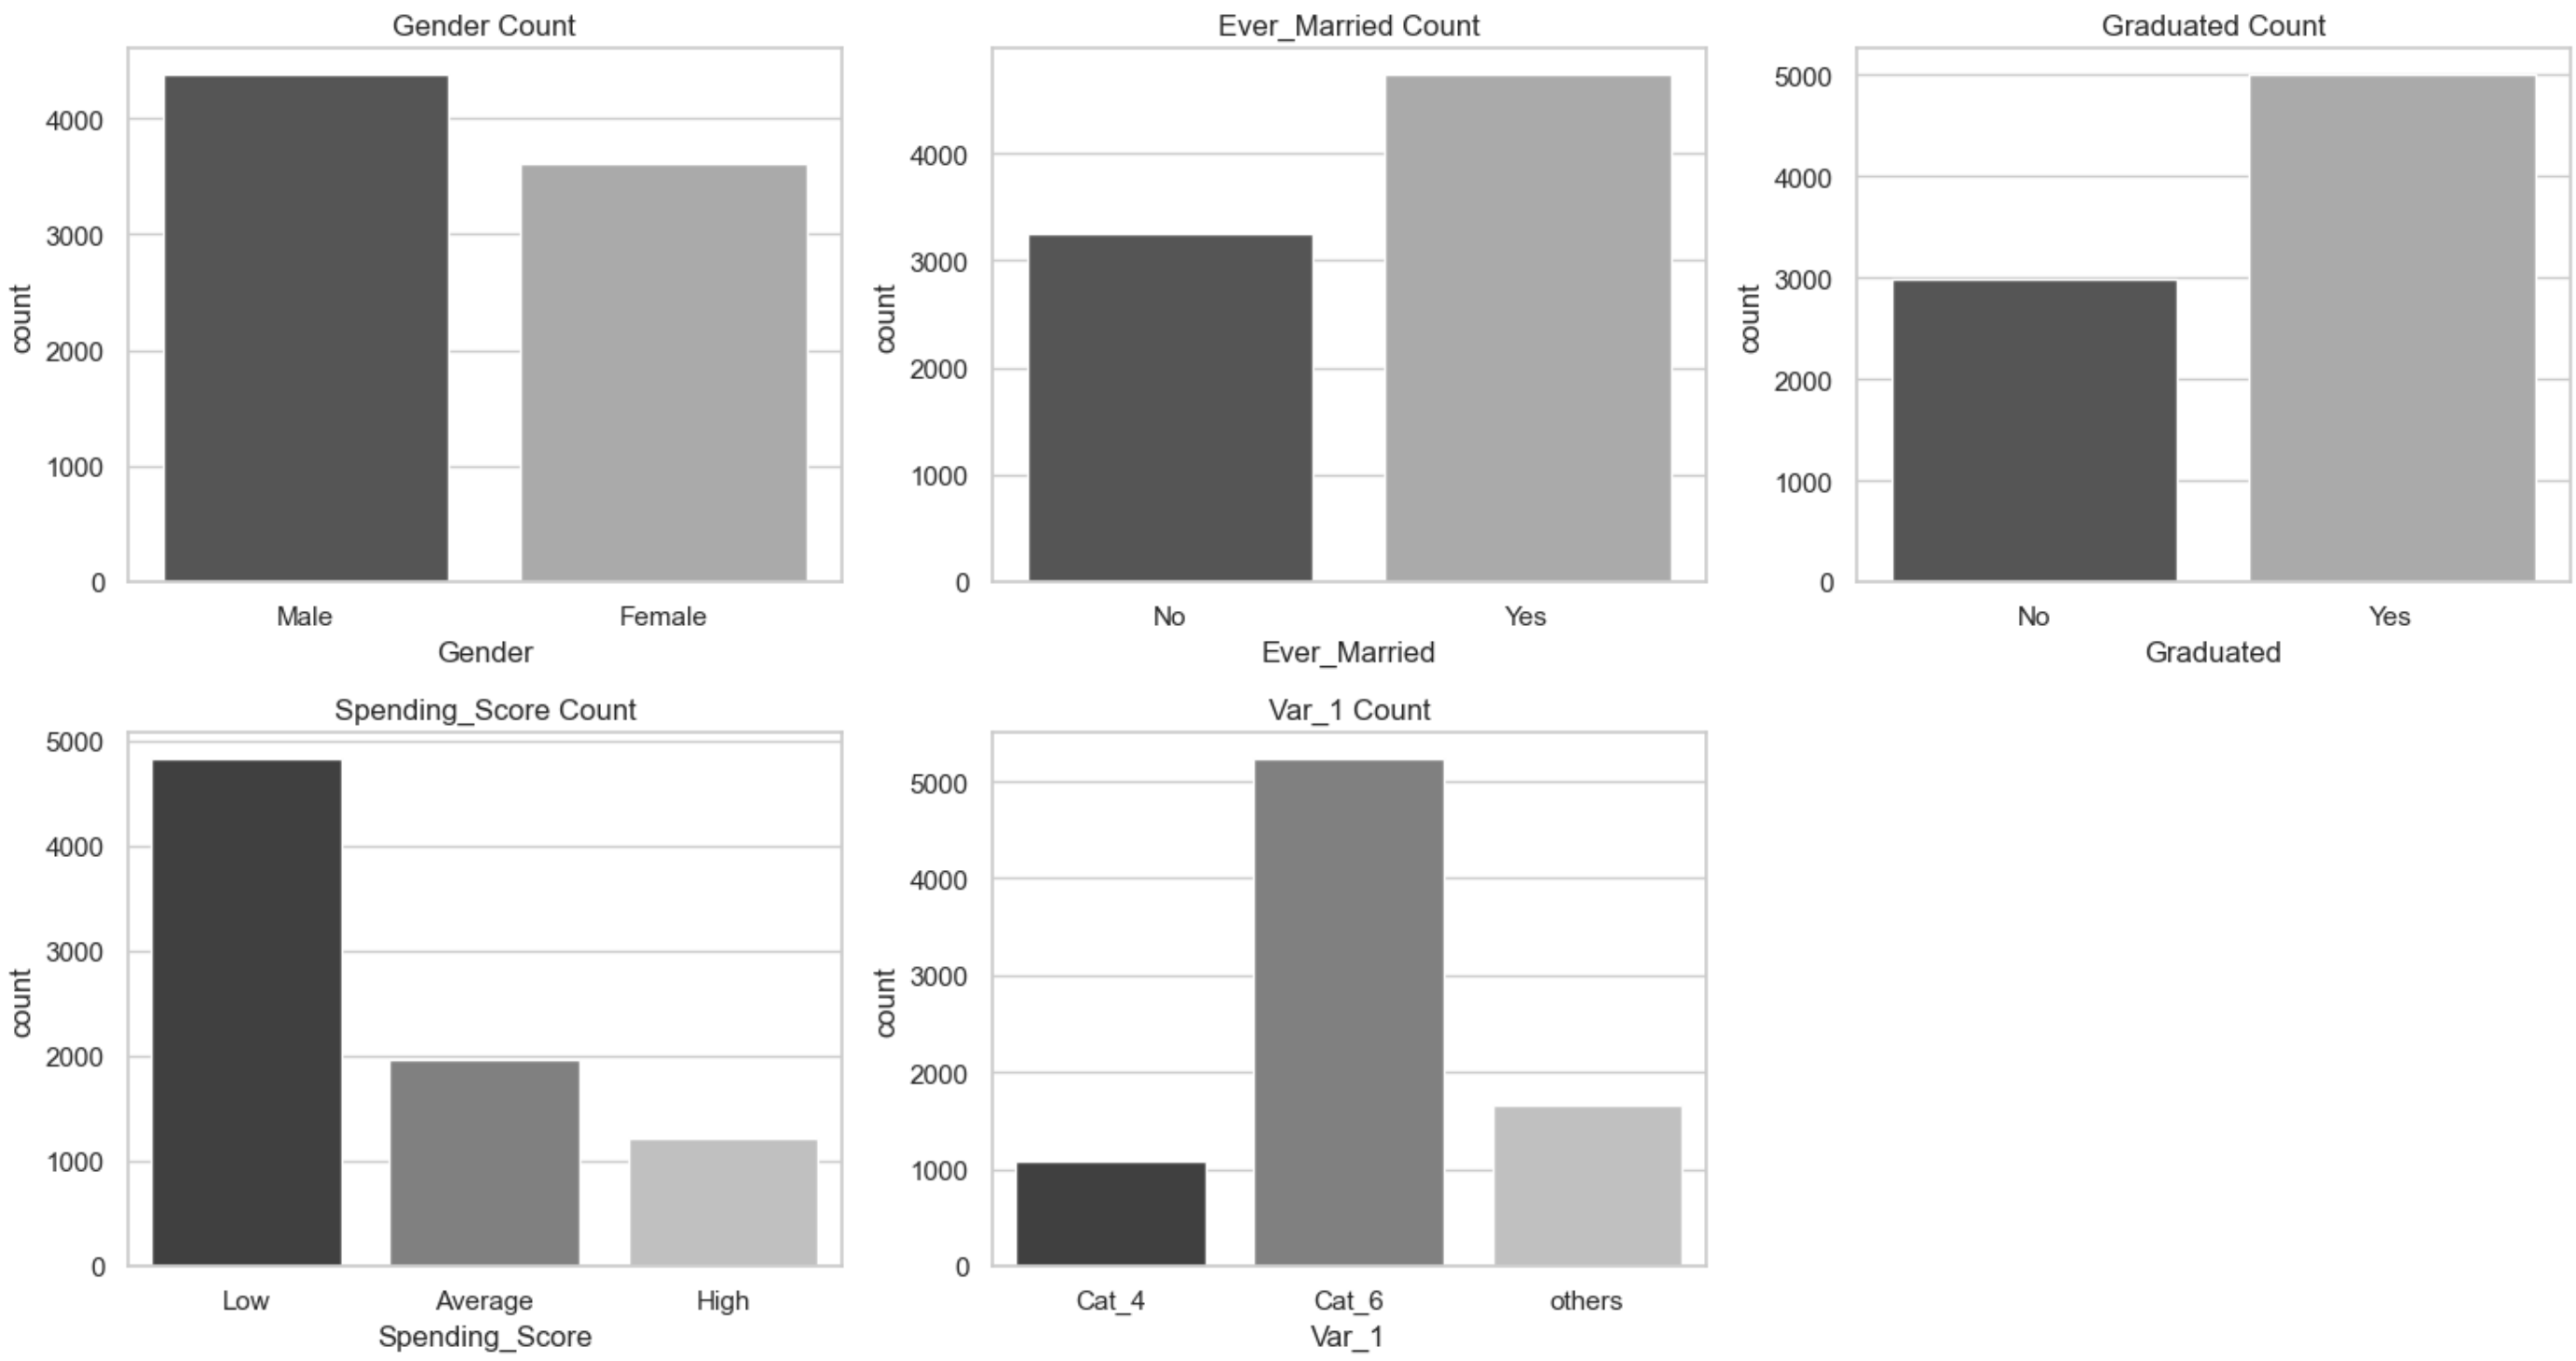 Gender Count
4000
3000
2000
1000
0
count
Male Female
Gender
Ever_Married Count
4000
3000
2000
1000
0
count
No Yes
Ever_Married
Graduated Count
5000
4000
3000
2000
1000
0
count
No Yes
Graduated
Spending_Score Count
5000
4000
3000
2000
1000
0
count
Low Average High
Spending_Score
Var_1 Count
5000
4000
3000
2000
1000
0
count
Cat_4 Cat_6 others
Var_1